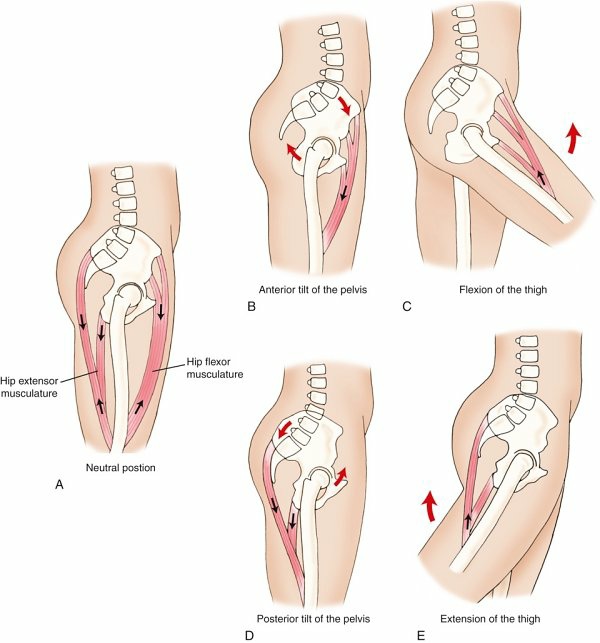 Anterior tilt of the pelvis
B
Flexion of the thigh
C
Hip extensor
musculature
Hip flexor
musculature
Neutral postion
A
Posterior tilt of the pelvis
D
Extension of the thigh
E